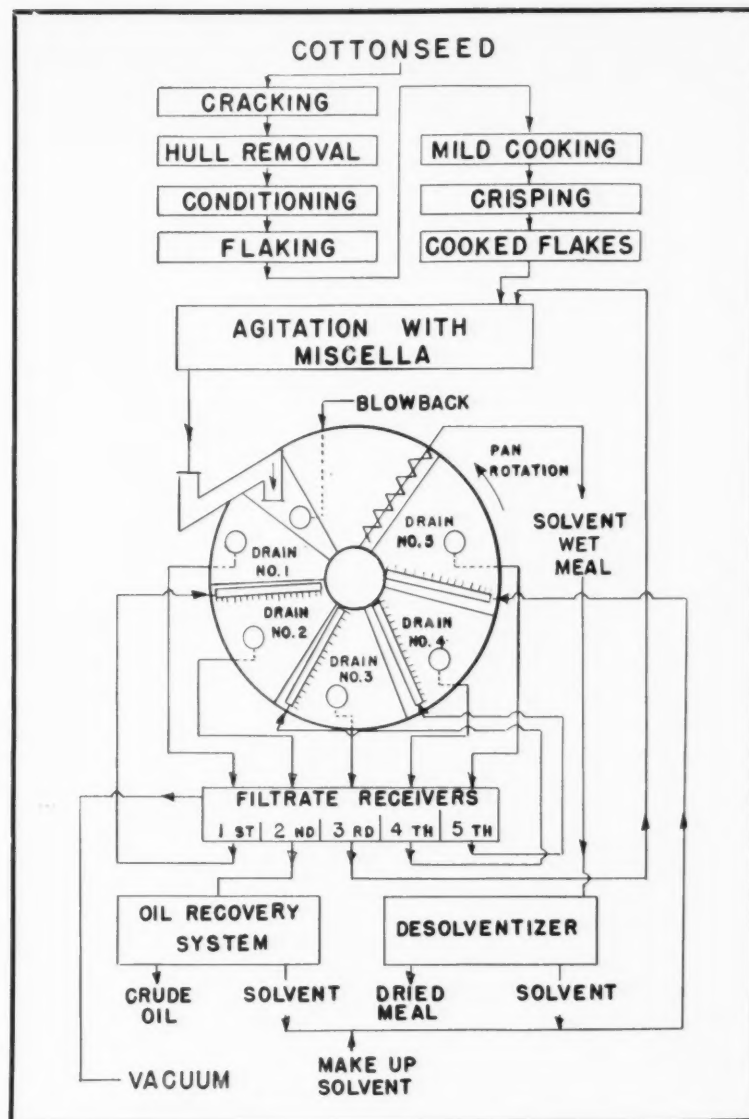 COTTONSEED
CRACKING
HULL REMOVAL
CONDITIONING
FLAKING
MILD COOKING
CRISPING
COOKED FLAKES
AGITATION WITH
MISCELLA
BLOWBACK
PAN
ROTATION
SOLVENT
WET
MEAL
DRAIN
NO. 5
DRAIN
NO. 1
DRAIN
NO. 2
DRAIN
NO. 3
DRAIN
NO. 4
FILTRATE RECEIVERS
1 ST 2 ND 3 RD 4 TH 5 TH
OIL RECOVERY
SYSTEM
DESOLVENTIZER
CRUDE
OIL
SOLVENT
DRIED
MEAL
SOLVENT
MAKE UP
SOLVENT
VACUUM